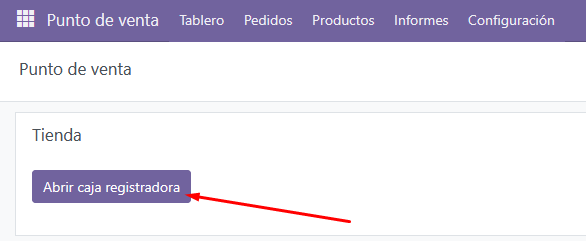 Punto de venta Tablero Pedidos Productos Informes Configuración
Punto de venta
Tienda
Abrir caja registradora